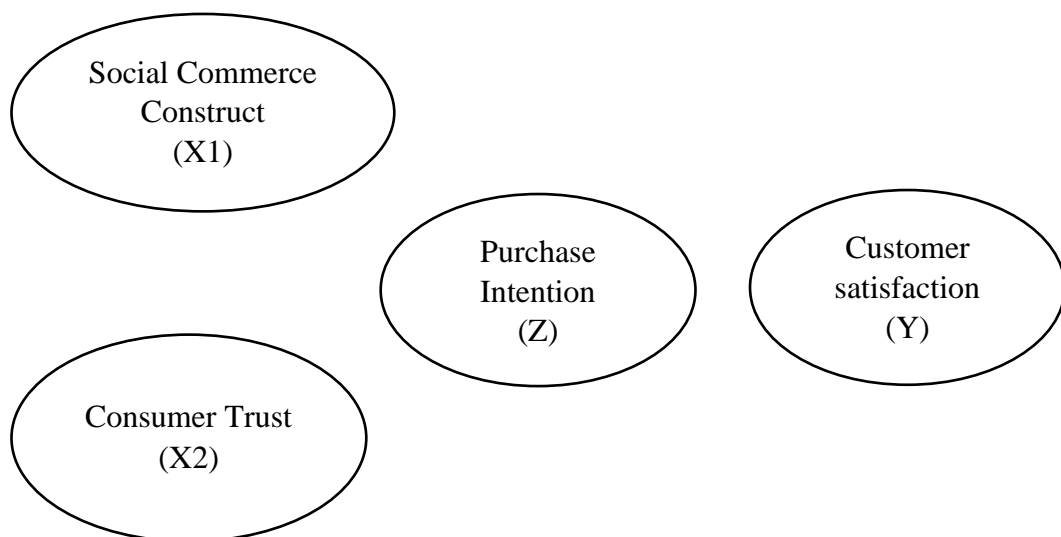 Social Commerce
Construct
(X1)
Purchase
Intention
(Z)
Customer
satisfaction
(Y)
Consumer Trust
(X2)